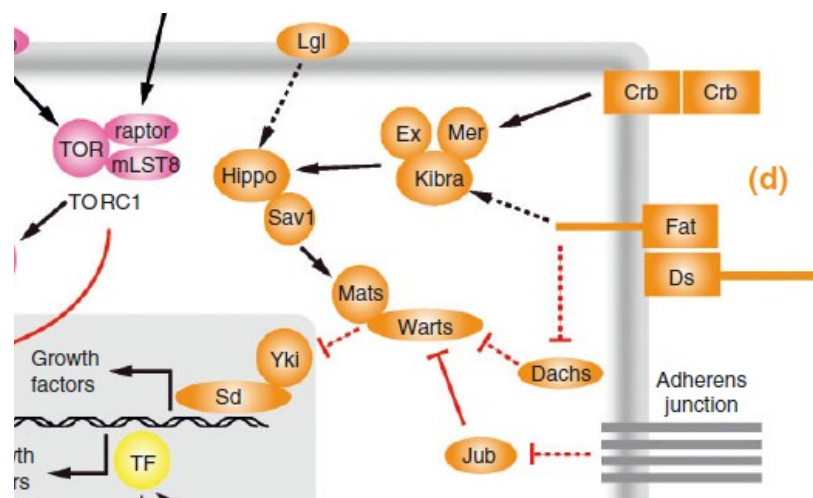 Lgl
Crb Crb
raptor
Ex Mer
TOR
mLST8
Hippo
Kibra
(d)
TORC1
Sav1
Fat
Ds
Mats
Warts
Yki
Growth
factors
Dachs
Sd
Adherens
junction
TF
Jub